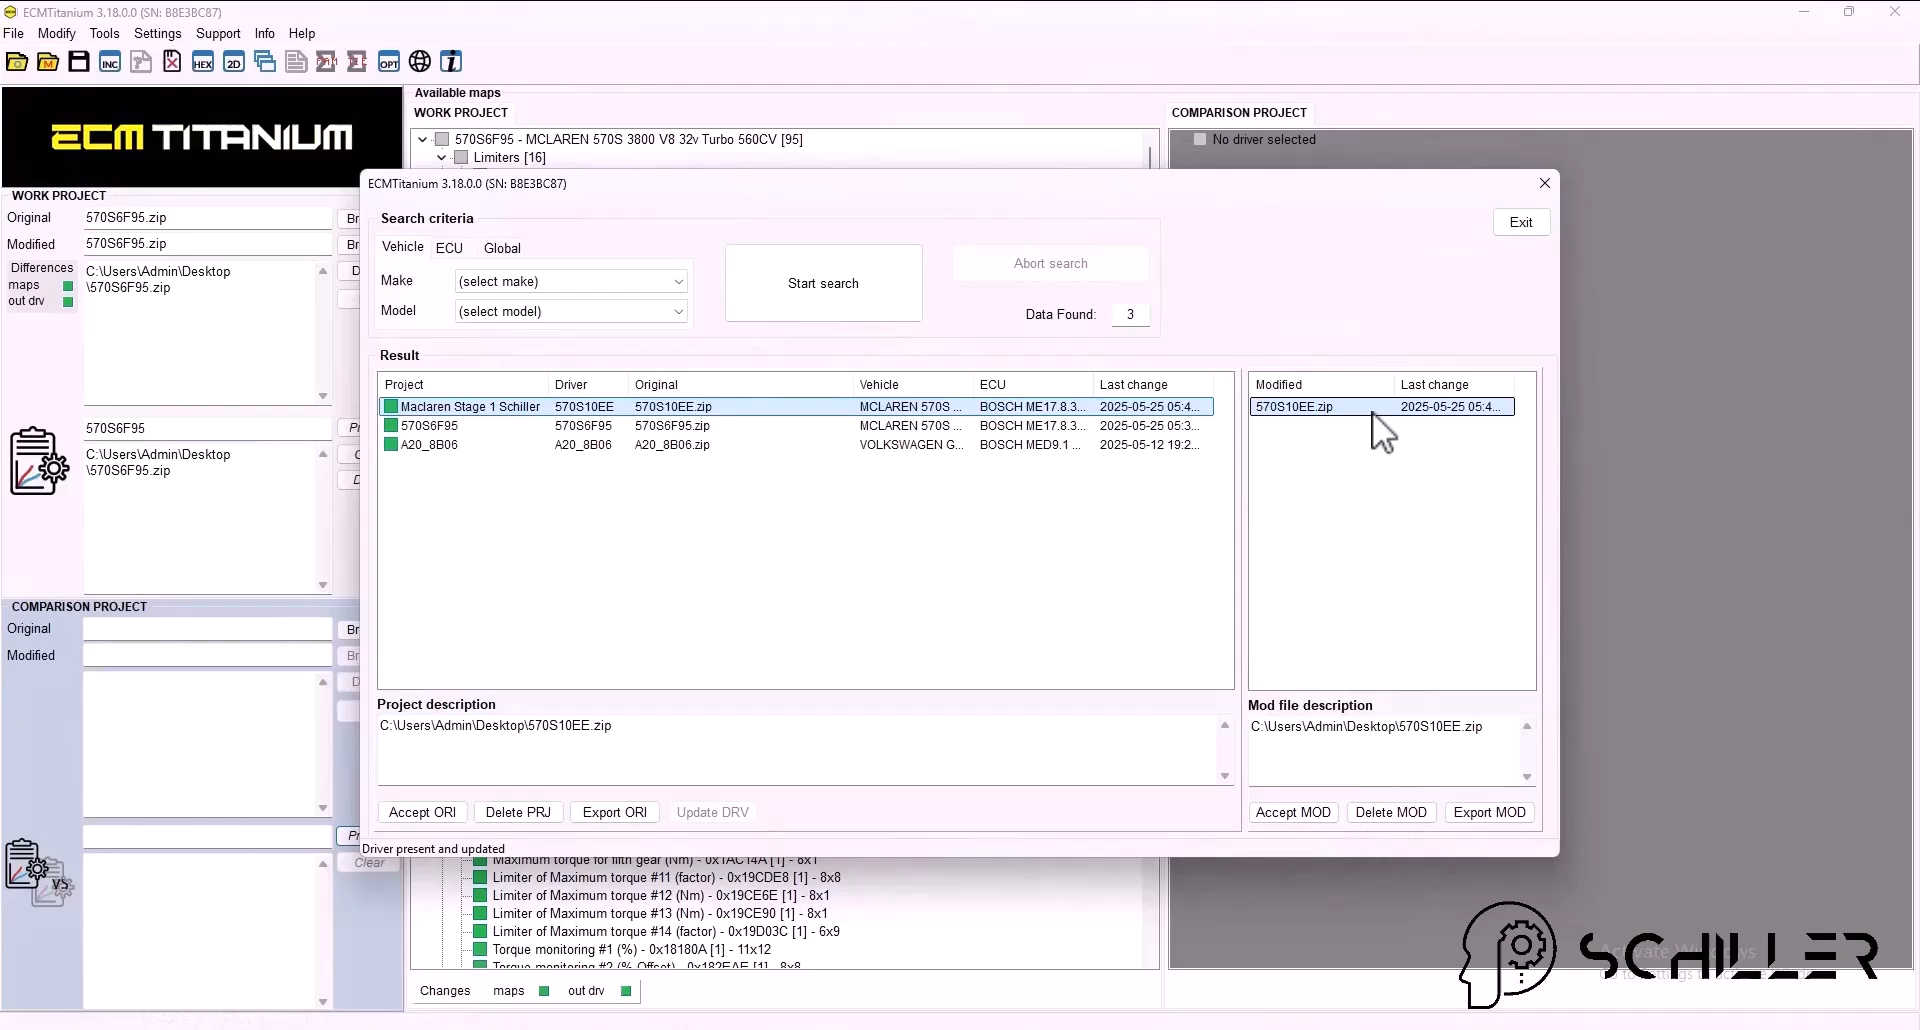 ECMTitanium 3.18.0.0 (SN: B8E3BC87)
File Modify Tools Settings Support Info Help
M INC HEX 2D OPT
ECM TITANIUM
WORK PROJECT
Original 570S6F95.zip
Modified 570S6F95.zip
Differences
maps
out drv
C:\Users\Admin\Desktop
\570S6F95.zip
570S6F95
C:\Users\Admin\Desktop
\570S6F95.zip
COMPARISON PROJECT
Original
Modified
VS
Clear
Available maps
WORK PROJECT
570S6F95 - MCLAREN 570S 3800 V8 32v Turbo 560CV [95]
Limiters [16]
COMPARISON PROJECT
No driver selected
ECMTitanium 3.18.0.0 (SN: B8E3BC87)
Exit
Search criteria
Vehicle ECU Global
Make (select make)
Model (select model)
Start search
Abort search
Data Found: 3
Result
Project Driver Original Vehicle ECU Last change
Maclaren Stage 1 Schiller 570S10EE 570S10EE.zip MCLAREN 570S ... BOSCH ME17.8.3... 2025-05-25 05:4...
570S6F95 570S6F95 570S6F95.zip MCLAREN 570S ... BOSCH ME17.8.3... 2025-05-25 05:3...
A20_8B06 A20_8B06 A20_8B06.zip VOLKSWAGEN G... BOSCH MED9.1 ... 2025-05-12 19:2...
Modified Last change
570S10EE.zip 2025-05-25 05:4...
Project description
C:\Users\Admin\Desktop\570S10EE.zip
Mod file description
C:\Users\Admin\Desktop\570S10EE.zip
Accept ORI Delete PRJ Export ORI Update DRV
Accept MOD Delete MOD Export MOD
Driver present and updated
Maximum torque for fifth gear (Nm) - 0x1AC14A [1] - 8x1
Limiter of Maximum torque #11 (factor) - 0x19CDE8 [1] - 8x8
Limiter of Maximum torque #12 (Nm) - 0x19CE6E [1] - 8x1
Limiter of Maximum torque #13 (Nm) - 0x19CE90 [1] - 8x1
Limiter of Maximum torque #14 (factor) - 0x19D03C [1] - 6x9
Torque monitoring #1 (%) - 0x18180A [1] - 11x12
Torque monitoring #2 (% Offset) - 0x182EAE [1] - 8x8
Changes maps out drv
Activate Windows
SCHILLER